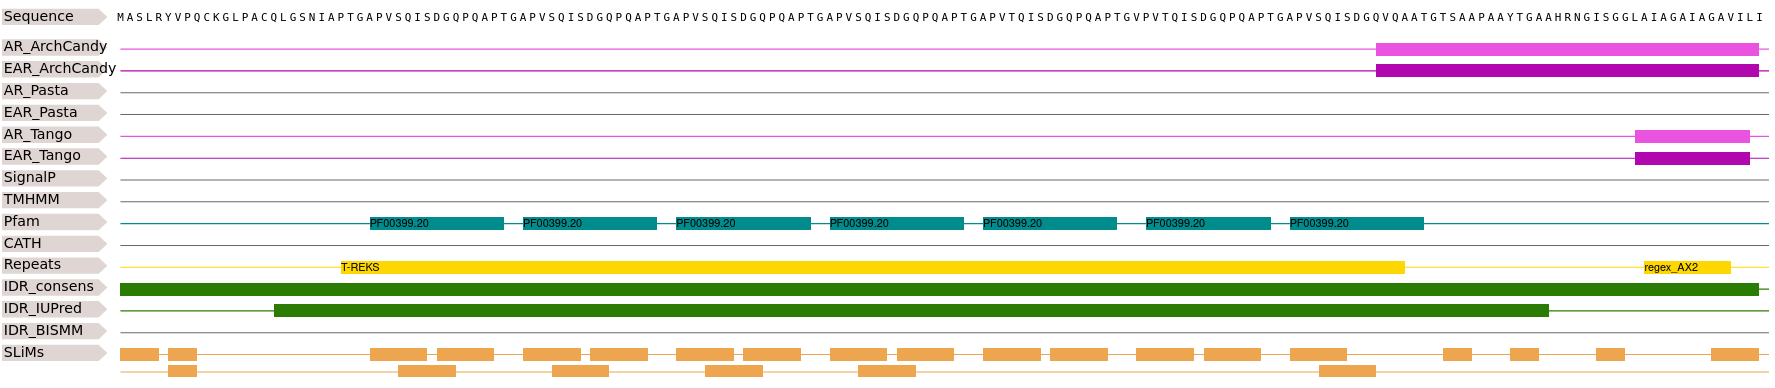 Sequence MASLRYVPQCKGLPACQLGSNIAPTGAPVSQISDGQPQAPTGAPVSQISDGQPQAPTGAPVSQISDGQPQAPTGAPVSQISDGQPQAPTGAPVTQISDGQPQAPTGVPVTQISDGQPQAPTGAPVSQISDGQVQAATGTSAAPAAYTGAAHRNGISGGLAIAGAIAGAVILI
AR_ArchCandy
EAR_ArchCandy
AR_Pasta
EAR_Pasta
AR_Tango
EAR_Tango
SignalP
TMHMM
Pfam PF00399.20 PF00399.20 PF00399.20 PF00399.20 PF00399.20 PF00399.20 PF00399.20
CATH
Repeats T-REKS regex_AX2
IDR_consens
IDR_IUPred
IDR_BISMM
SLiMs